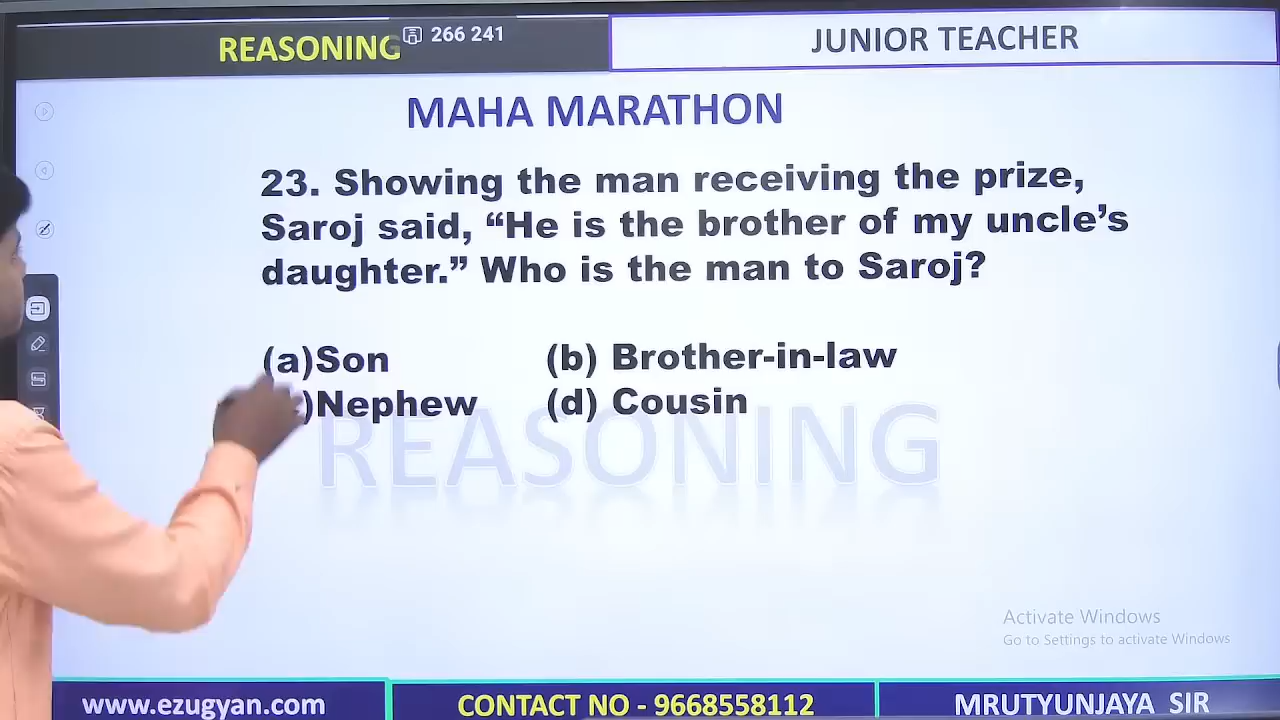 REASONING
266 241
JUNIOR TEACHER
MAHA MARATHON
23. Showing the man receiving the prize,
Saroj said, “He is the brother of my uncle’s
daughter.” Who is the man to Saroj?
(a)Son (b) Brother-in-law
)Nephew (d) Cousin
REASONING
Activate Windows
Go to Settings to activate Windows
www.ezugyan.com
CONTACT NO - 9668558112
MRUTYUNJAYA SIR